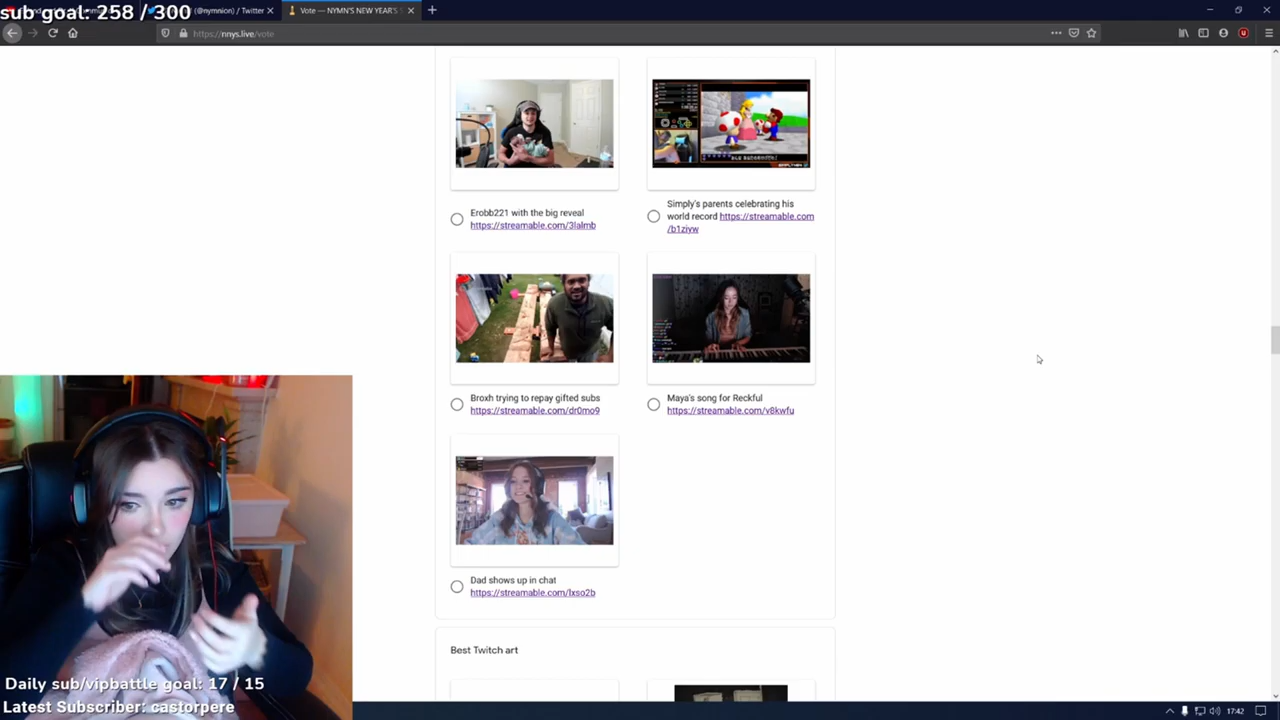 sub goal: 258 / 300
(@nymnion) / Twitter
Vote — NYMN'S NEW YEAR'S
https://nnys.live/vote
Erobb221 with the big reveal
https://streamable.com/3lalmb
Simply's parents celebrating his
world record https://streamable.com
/b1ziyw
Broxh trying to repay gifted subs
https://streamable.com/dr0mo9
Maya's song for Reckful
https://streamable.com/v8kwfu
Dad shows up in chat
https://streamable.com/lxso2b
Best Twitch art
Daily sub/vipbattle goal: 17 / 15
Latest Subscriber: castorpere
17:42